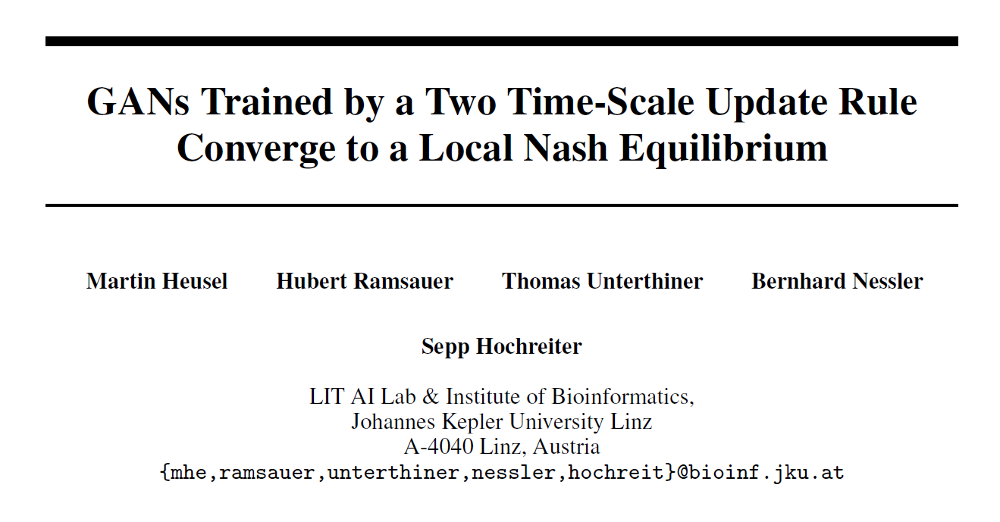 GANs Trained by a Two Time-Scale Update Rule
Converge to a Local Nash Equilibrium
Martin Heusel Hubert Ramsauer Thomas Unterthiner Bernhard Nessler
Sepp Hochreiter
LIT AI Lab & Institute of Bioinformatics,
Johannes Kepler University Linz
A-4040 Linz, Austria
{mhe,ramsauer,unterthiner,nessler,hochreit}@bioinf.jku.at